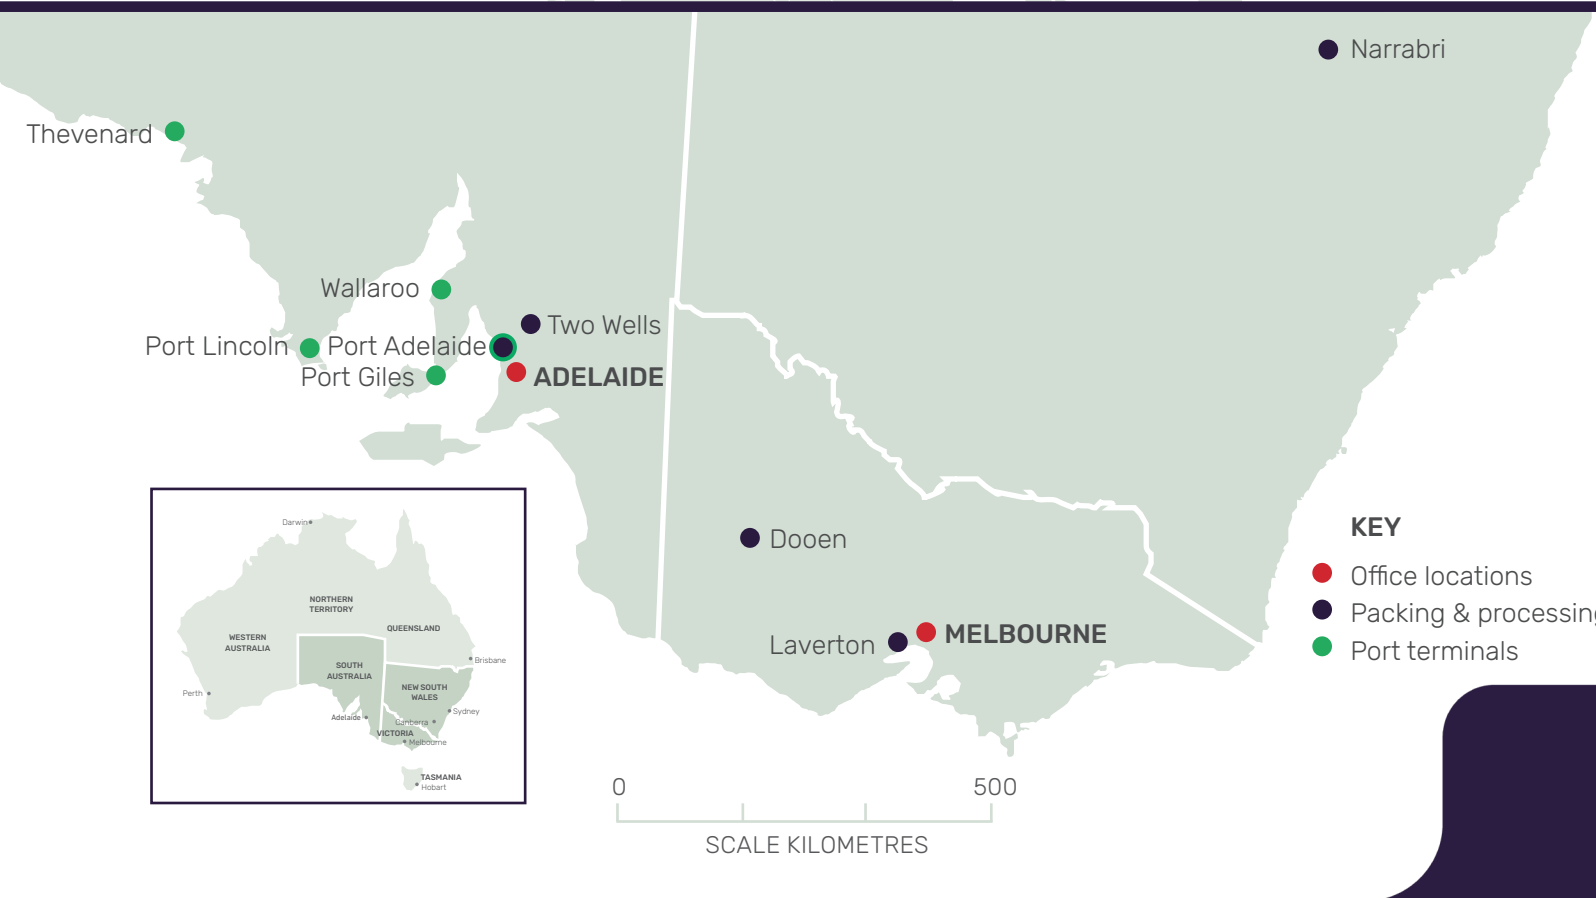 Narrabri
Thevenard
Wallaroo
Two Wells
Port Lincoln
Port Adelaide
Port Giles
ADELAIDE
Dooen
Laverton
MELBOURNE
KEY
Office locations
Packing & processing
Port terminals
Darwin
NORTHERN
TERRITORY
QUEENSLAND
WESTERN
AUSTRALIA
SOUTH
AUSTRALIA
Brisbane
NEW SOUTH
WALES
Perth
Sydney
Adelaide
Canberra
VICTORIA
Melbourne
TASMANIA
Hobart
0
500
SCALE KILOMETRES